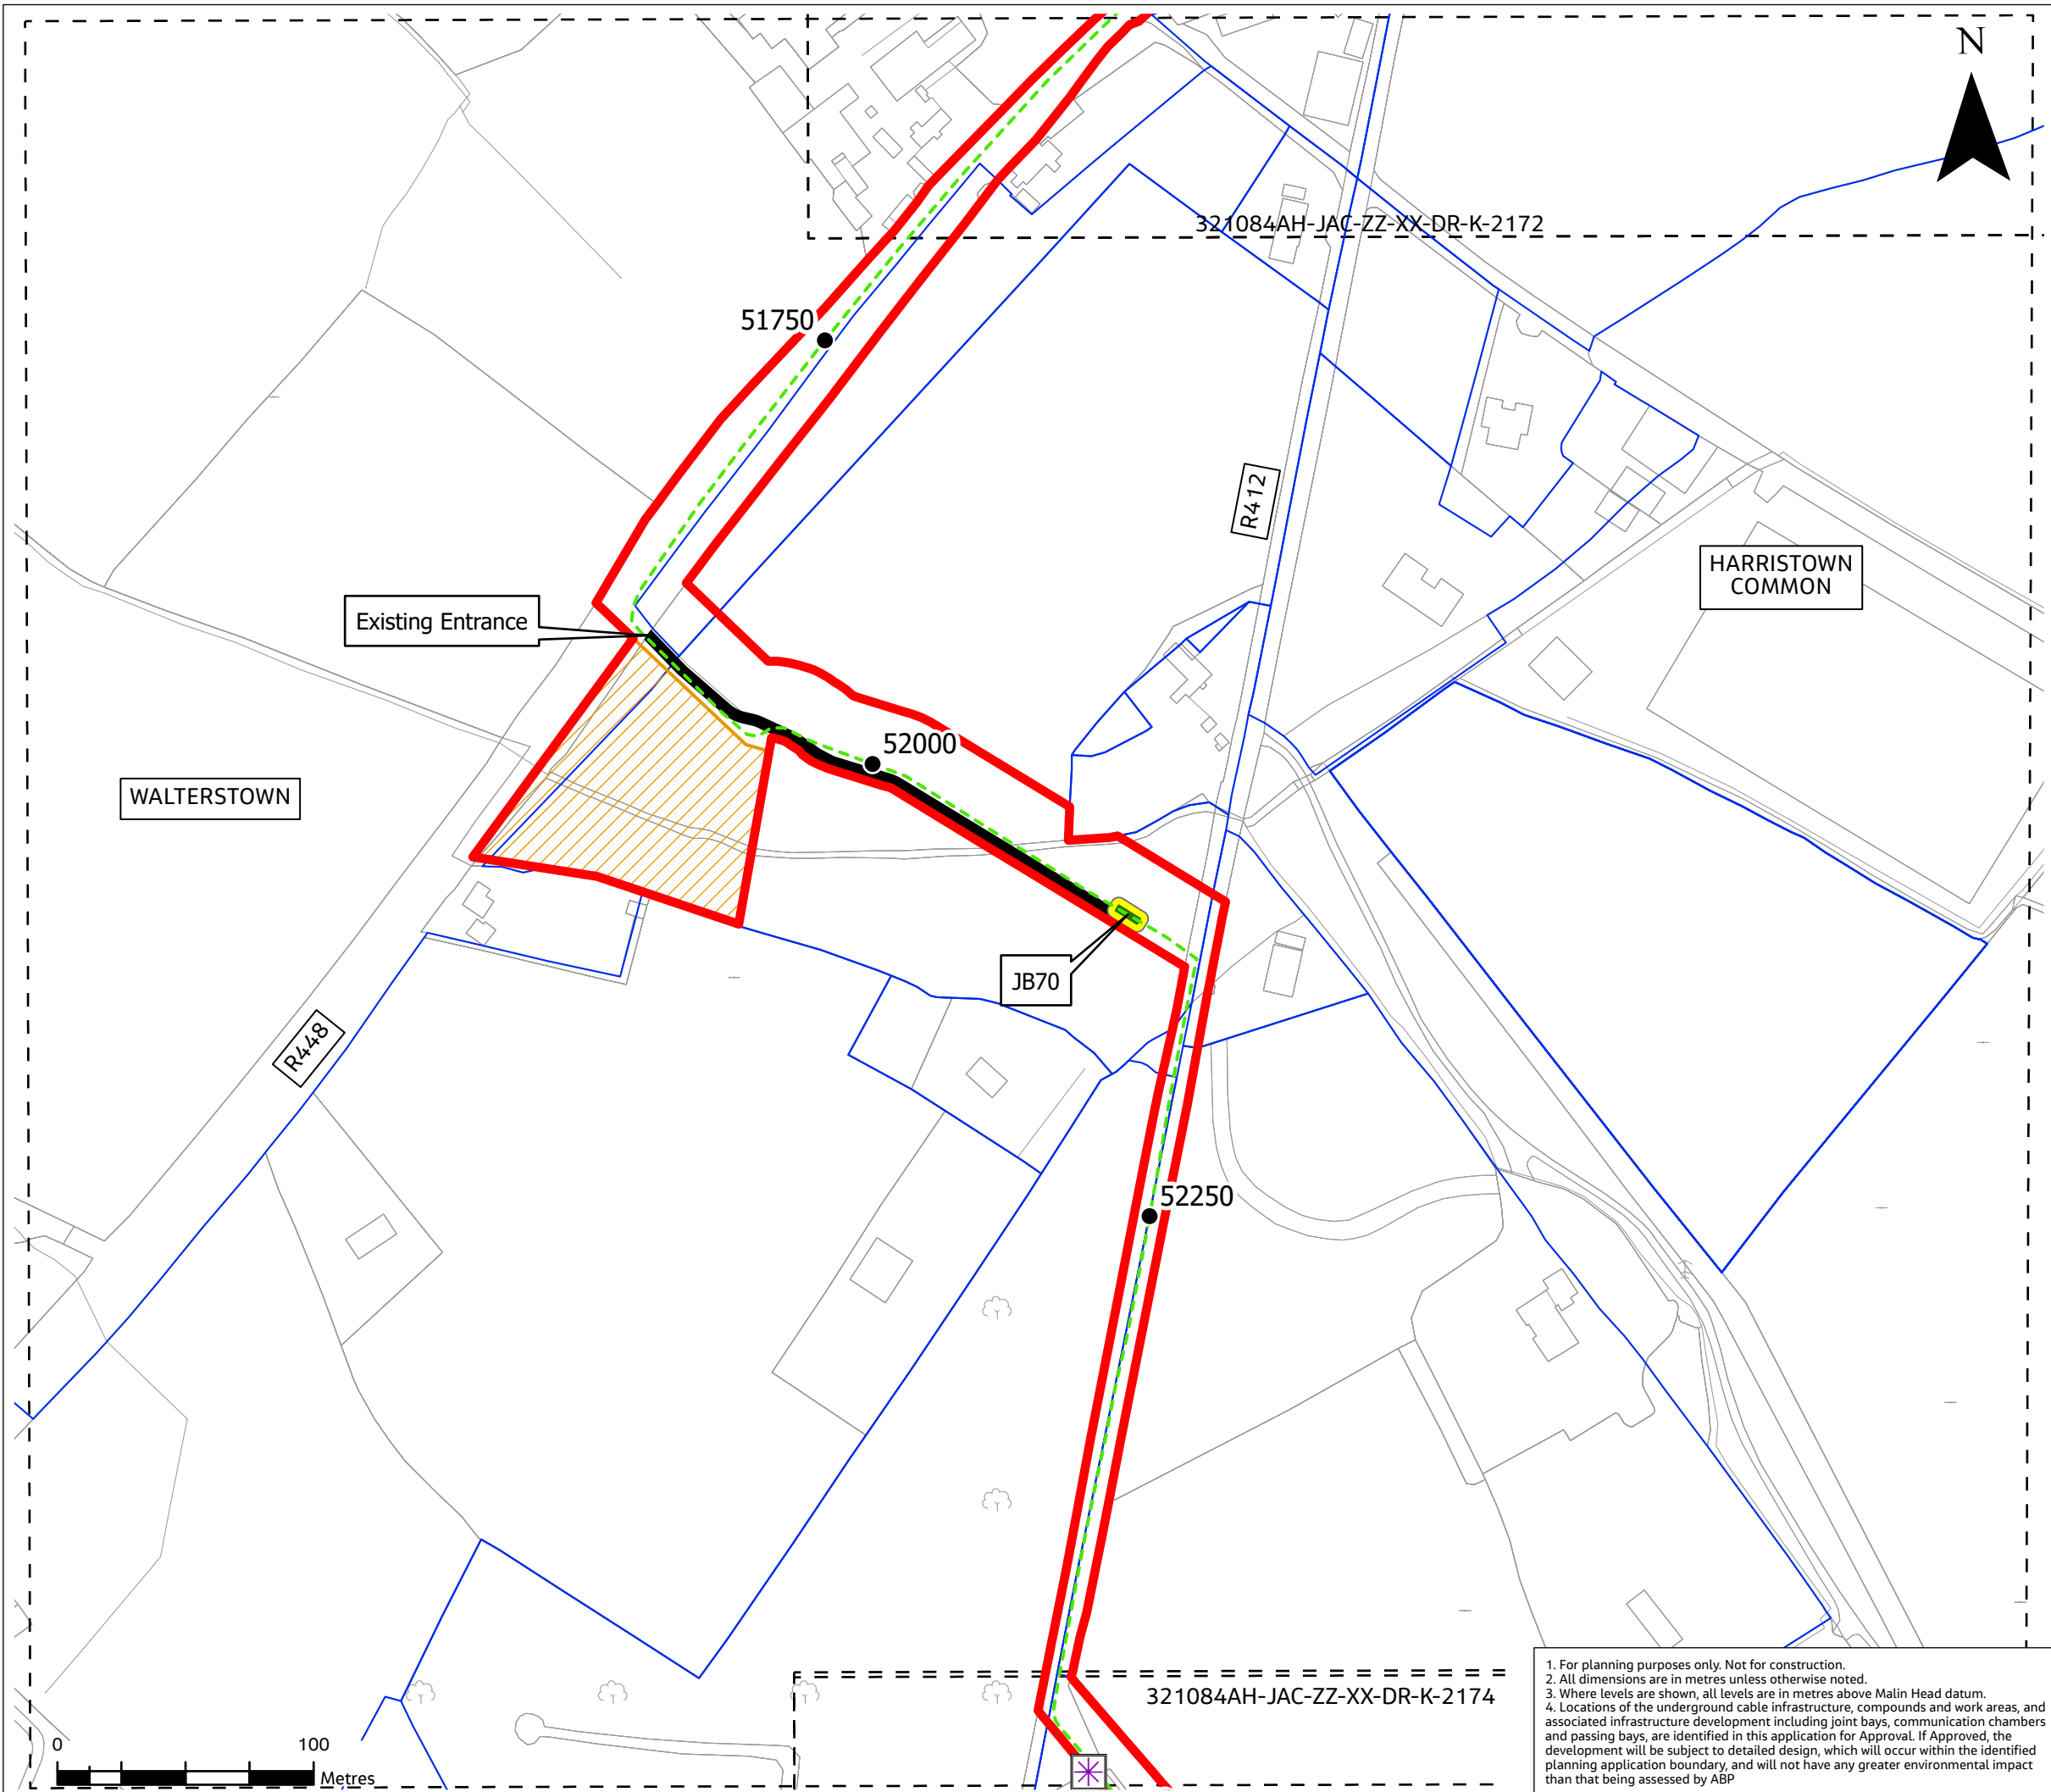 N
321084AH-JAC-ZZ-XX-DR-K-2172
51750
R412
HARRISTOWN
COMMON
Existing Entrance
52000
WALTERSTOWN
JB70
R448
52250
321084AH-JAC-ZZ-XX-DR-K-2174
0 100
Metres
1. For planning purposes only. Not for construction.
2. All dimensions are in metres unless otherwise noted.
3. Where levels are shown, all levels are in metres above Malin Head datum.
4. Locations of the underground cable infrastructure, compounds and work areas, and
associated infrastructure development including joint bays, communication chambers
and passing bays, are identified in this application for Approval. If Approved, the
development will be subject to detailed design, which will occur within the identified
planning application boundary, and will not have any greater environmental impact
than that being assessed by ABP